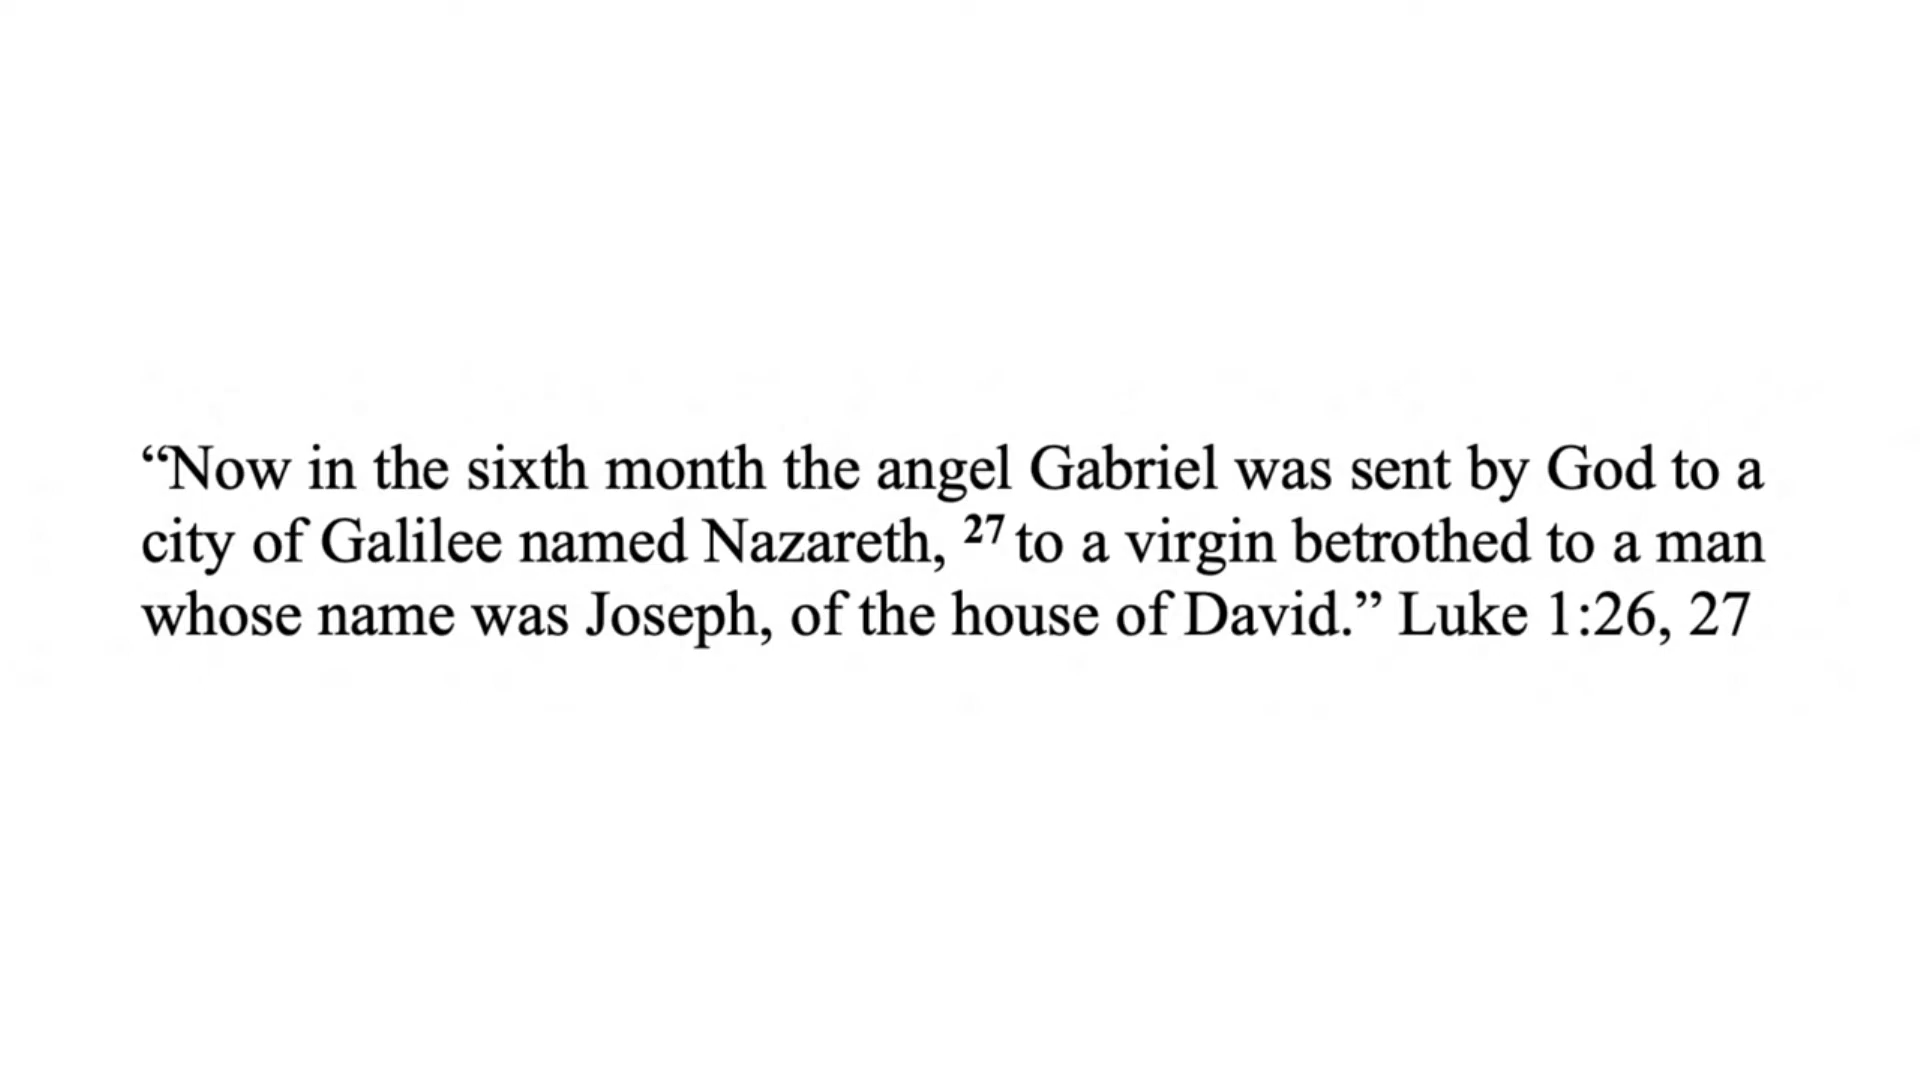 “Now in the sixth month the angel Gabriel was sent by God to a
city of Galilee named Nazareth, 27 to a virgin betrothed to a man
whose name was Joseph, of the house of David.” Luke 1:26, 27